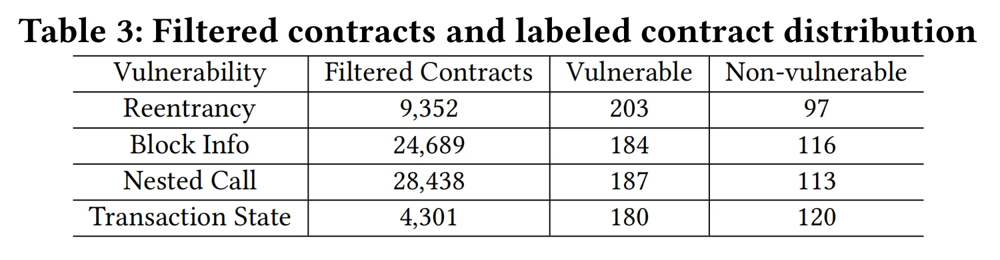 Table 3: Filtered contracts and labeled contract distribution
Vulnerability Filtered Contracts Vulnerable Non-vulnerable
Reentrancy 9,352 203 97
Block Info 24,689 184 116
Nested Call 28,438 187 113
Transaction State 4,301 180 120